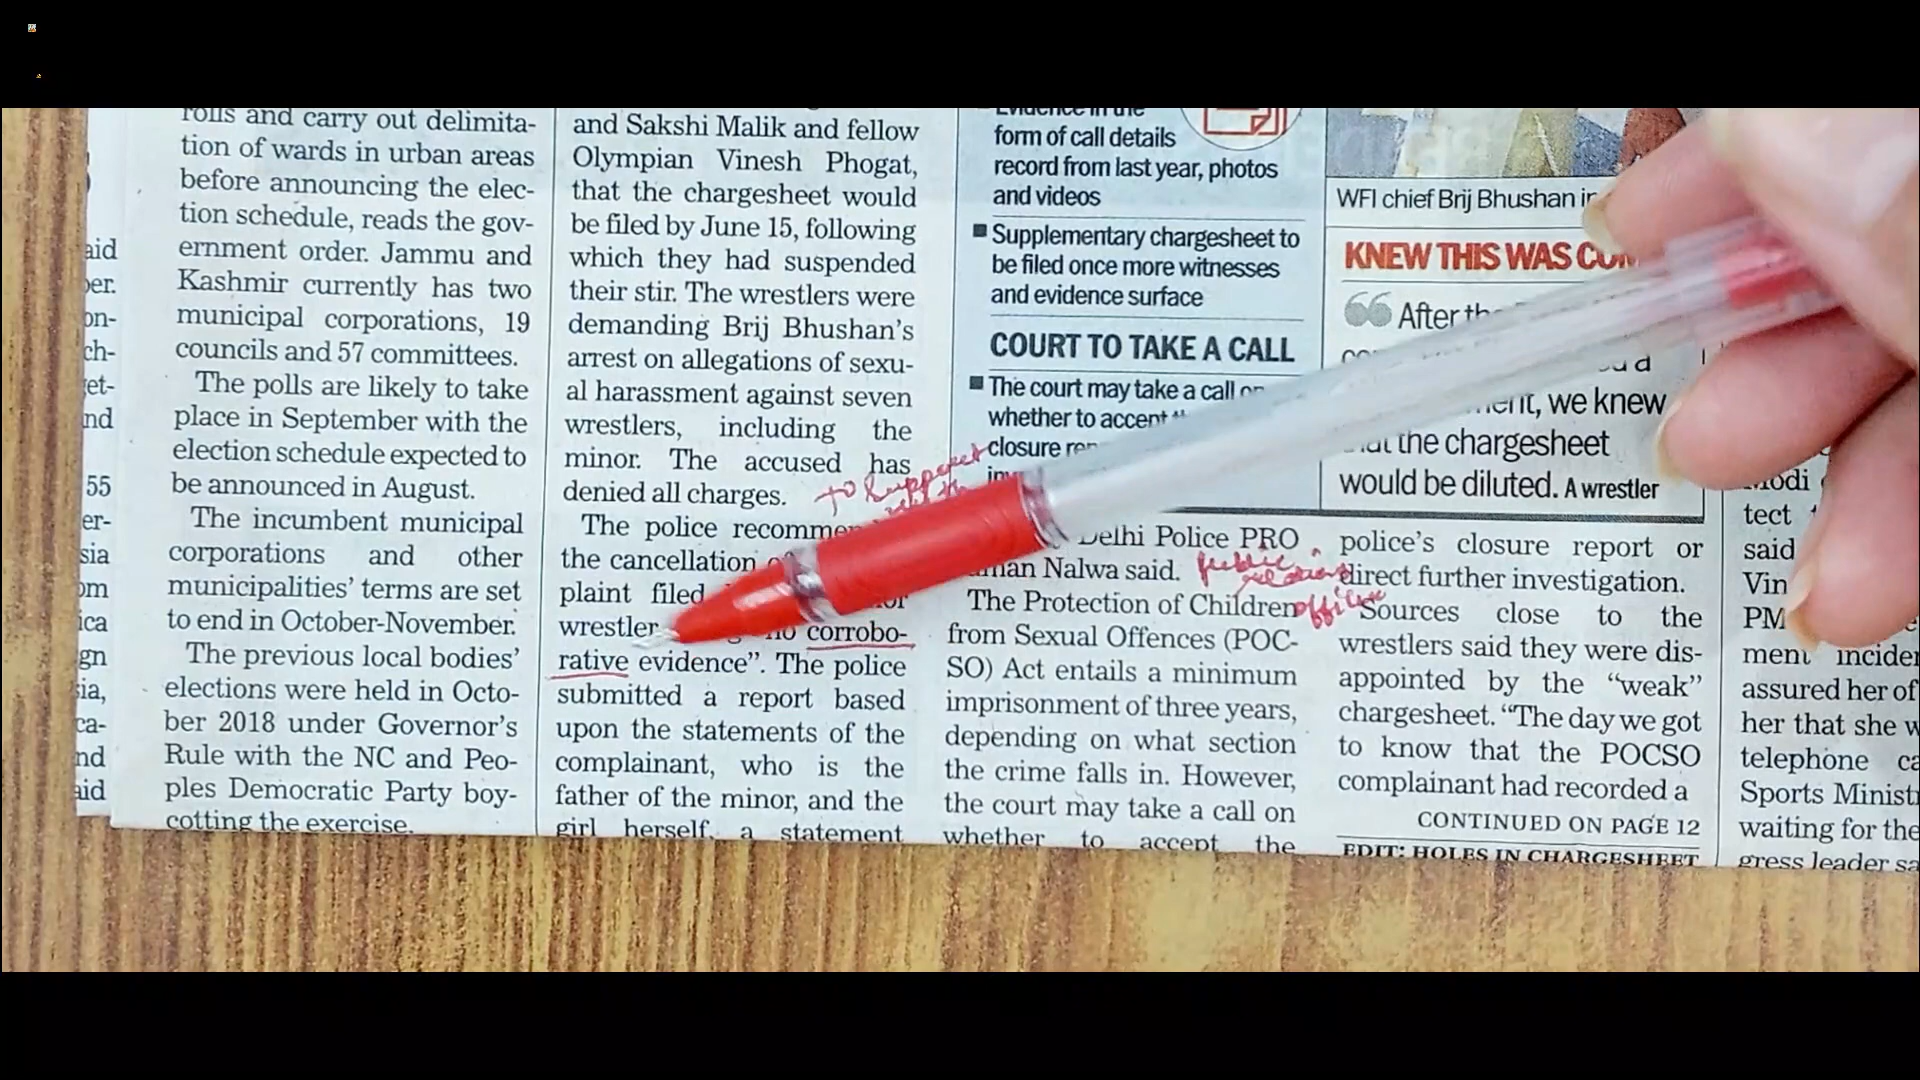 rolls and carry out delimita-
tion of wards in urban areas
before announcing the elec-
tion schedule, reads the gov-
ernment order. Jammu and
Kashmir currently has two
municipal corporations, 19
councils and 57 committees.
The polls are likely to take
place in September with the
election schedule expected to
be announced in August.
The incumbent municipal
corporations and other
municipalities' terms are set
to end in October-November.
The previous local bodies'
elections were held in Octo-
ber 2018 under Governor's
Rule with the NC and Peo-
ples Democratic Party boy-
cotting the exercise.
and Sakshi Malik and fellow
Olympian Vinesh Phogat,
that the chargesheet would
be filed by June 15, following
which they had suspended
their stir. The wrestlers were
demanding Brij Bhushan's
arrest on allegations of sexu-
al harassment against seven
wrestlers, including the
minor. The accused has
denied all charges.
to support
The police
the cancellation
plaint filed
wrestler no corrobo-
rative evidence". The police
submitted a report based
upon the statements of the
complainant, who is the
father of the minor, and the
girl herself, a statement
Evidence in the
form of call details
record from last year, photos
and videos
■ Supplementary chargesheet to
be filed once more witnesses
and evidence surface
COURT TO TAKE A CALL
■ The court may take a call
whether to accept
closure
Delhi Police PRO
Nalwa said.
public
relations
officer
The Protection of Children
from Sexual Offences (POC-
SO) Act entails a minimum
imprisonment of three years,
depending on what section
the crime falls in. However,
the court may take a call on
whether to accept the
WFI chief Brij Bhushan
KNEW THIS WAS
After
a
we knew
the chargesheet
would be diluted. A wrestler
police's closure report or
direct further investigation.
Sources close to the
wrestlers said they were dis-
appointed by the "weak"
chargesheet. "The day we got
to know that the POCSO
complainant had recorded a
CONTINUED ON PAGE 12
EDIT: HOLES IN CHARGESHEET
tect
said
Vin
PM
ment incide
assured her of
her that she
telephone
Sports
waiting for the
gress leader